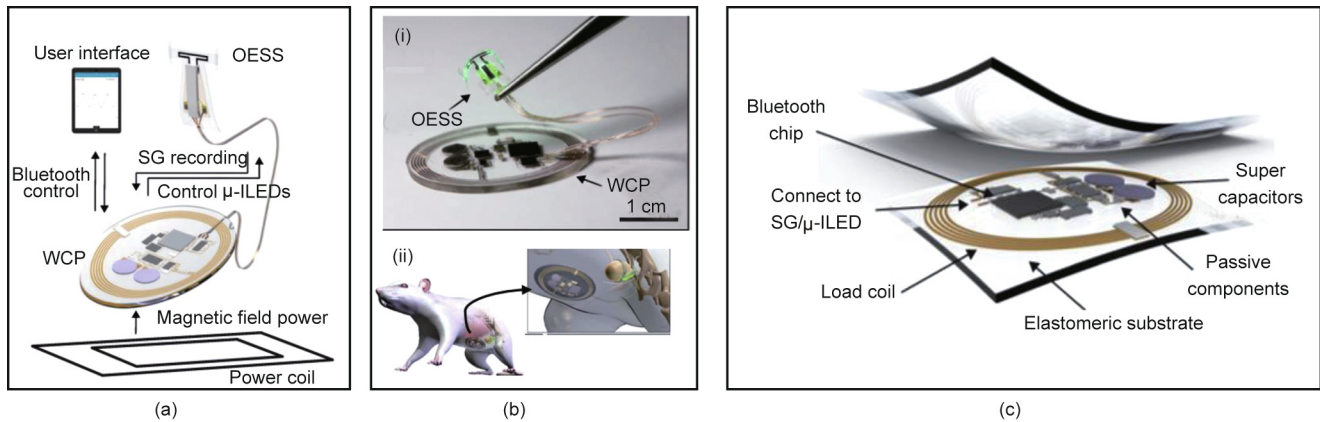 User interface
OESS
SG recording
Bluetooth
control
Control μ-ILEDs
WCP
Magnetic field power
Power coil
(a)
(i)
OESS
WCP
1 cm
(ii)
(b)
Bluetooth
chip
Connect to
SG/μ-ILED
Load coil
Super
capacitors
Passive
components
Elastomeric substrate
(c)